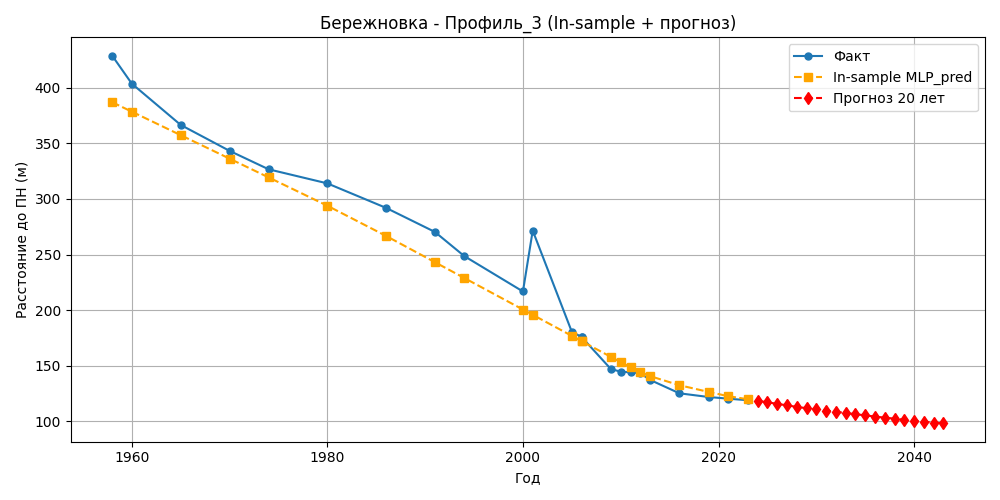 Бережновка - Профиль_3 (In-sample + прогноз)
Факт
In-sample MLP_pred
Прогноз 20 лет
Расстояние до ПН (м)
400
350
300
250
200
150
100
1960
1980
2000
2020
2040
Год